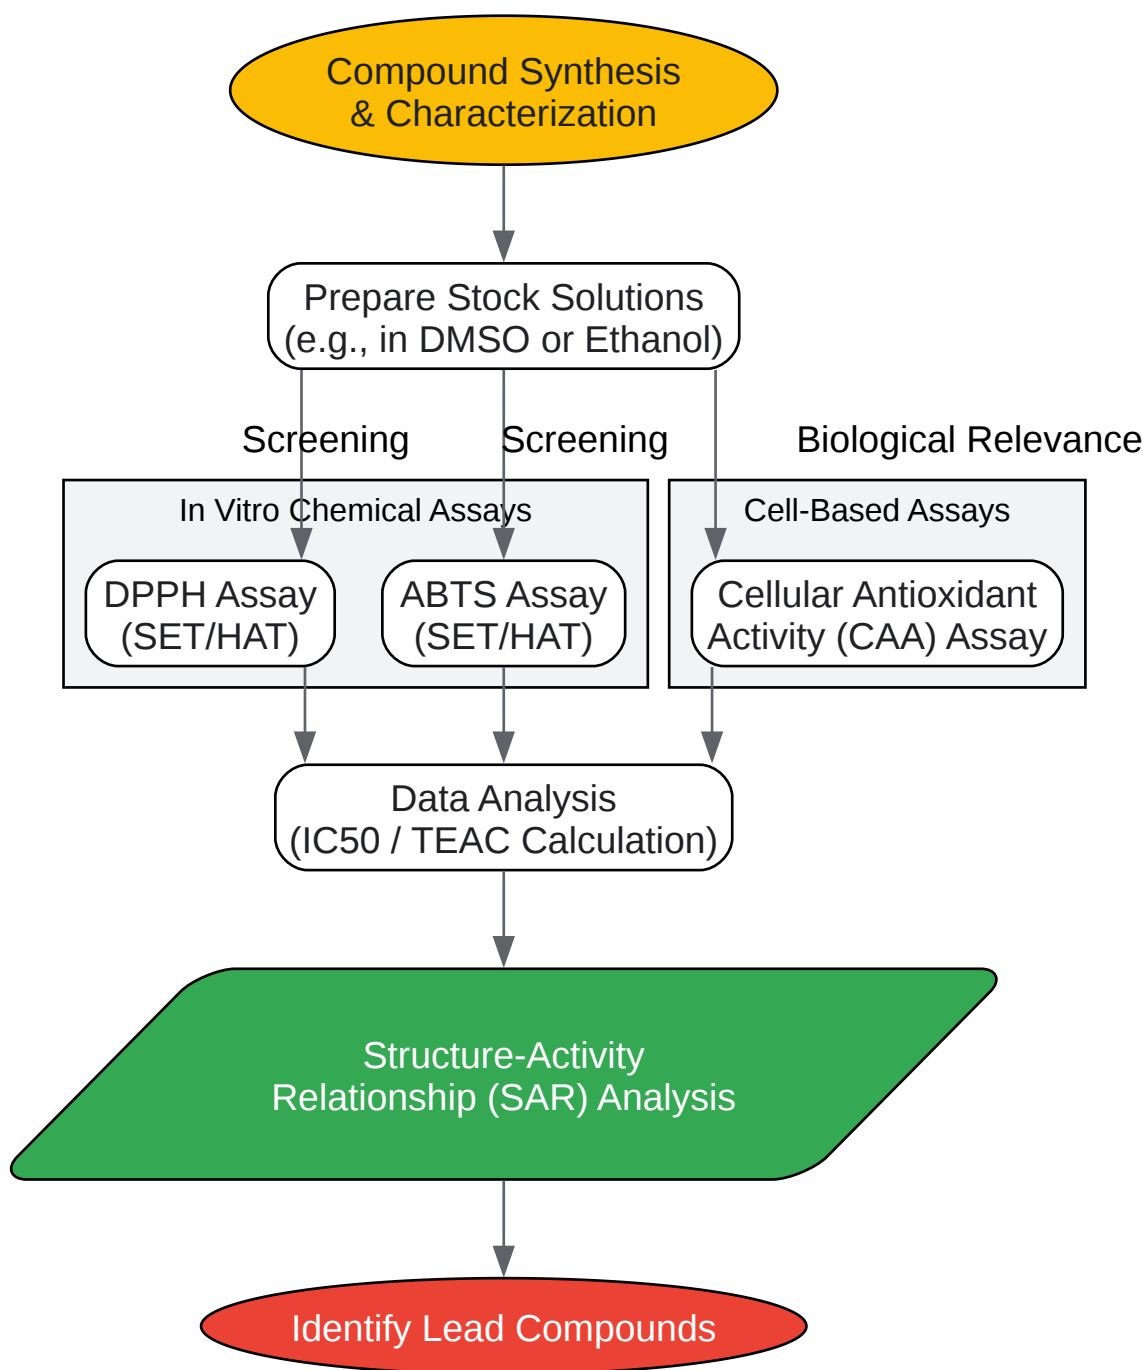 Compound Synthesis
& Characterization
Prepare Stock Solutions
(e.g., in DMSO or Ethanol)
Screening
Screening
Biological Relevance
In Vitro Chemical Assays
Cell-Based Assays
DPPH Assay
(SET/HAT)
ABTS Assay
(SET/HAT)
Cellular Antioxidant
Activity (CAA) Assay
Data Analysis
(IC50 / TEAC Calculation)
Structure-Activity
Relationship (SAR) Analysis
Identify Lead Compounds